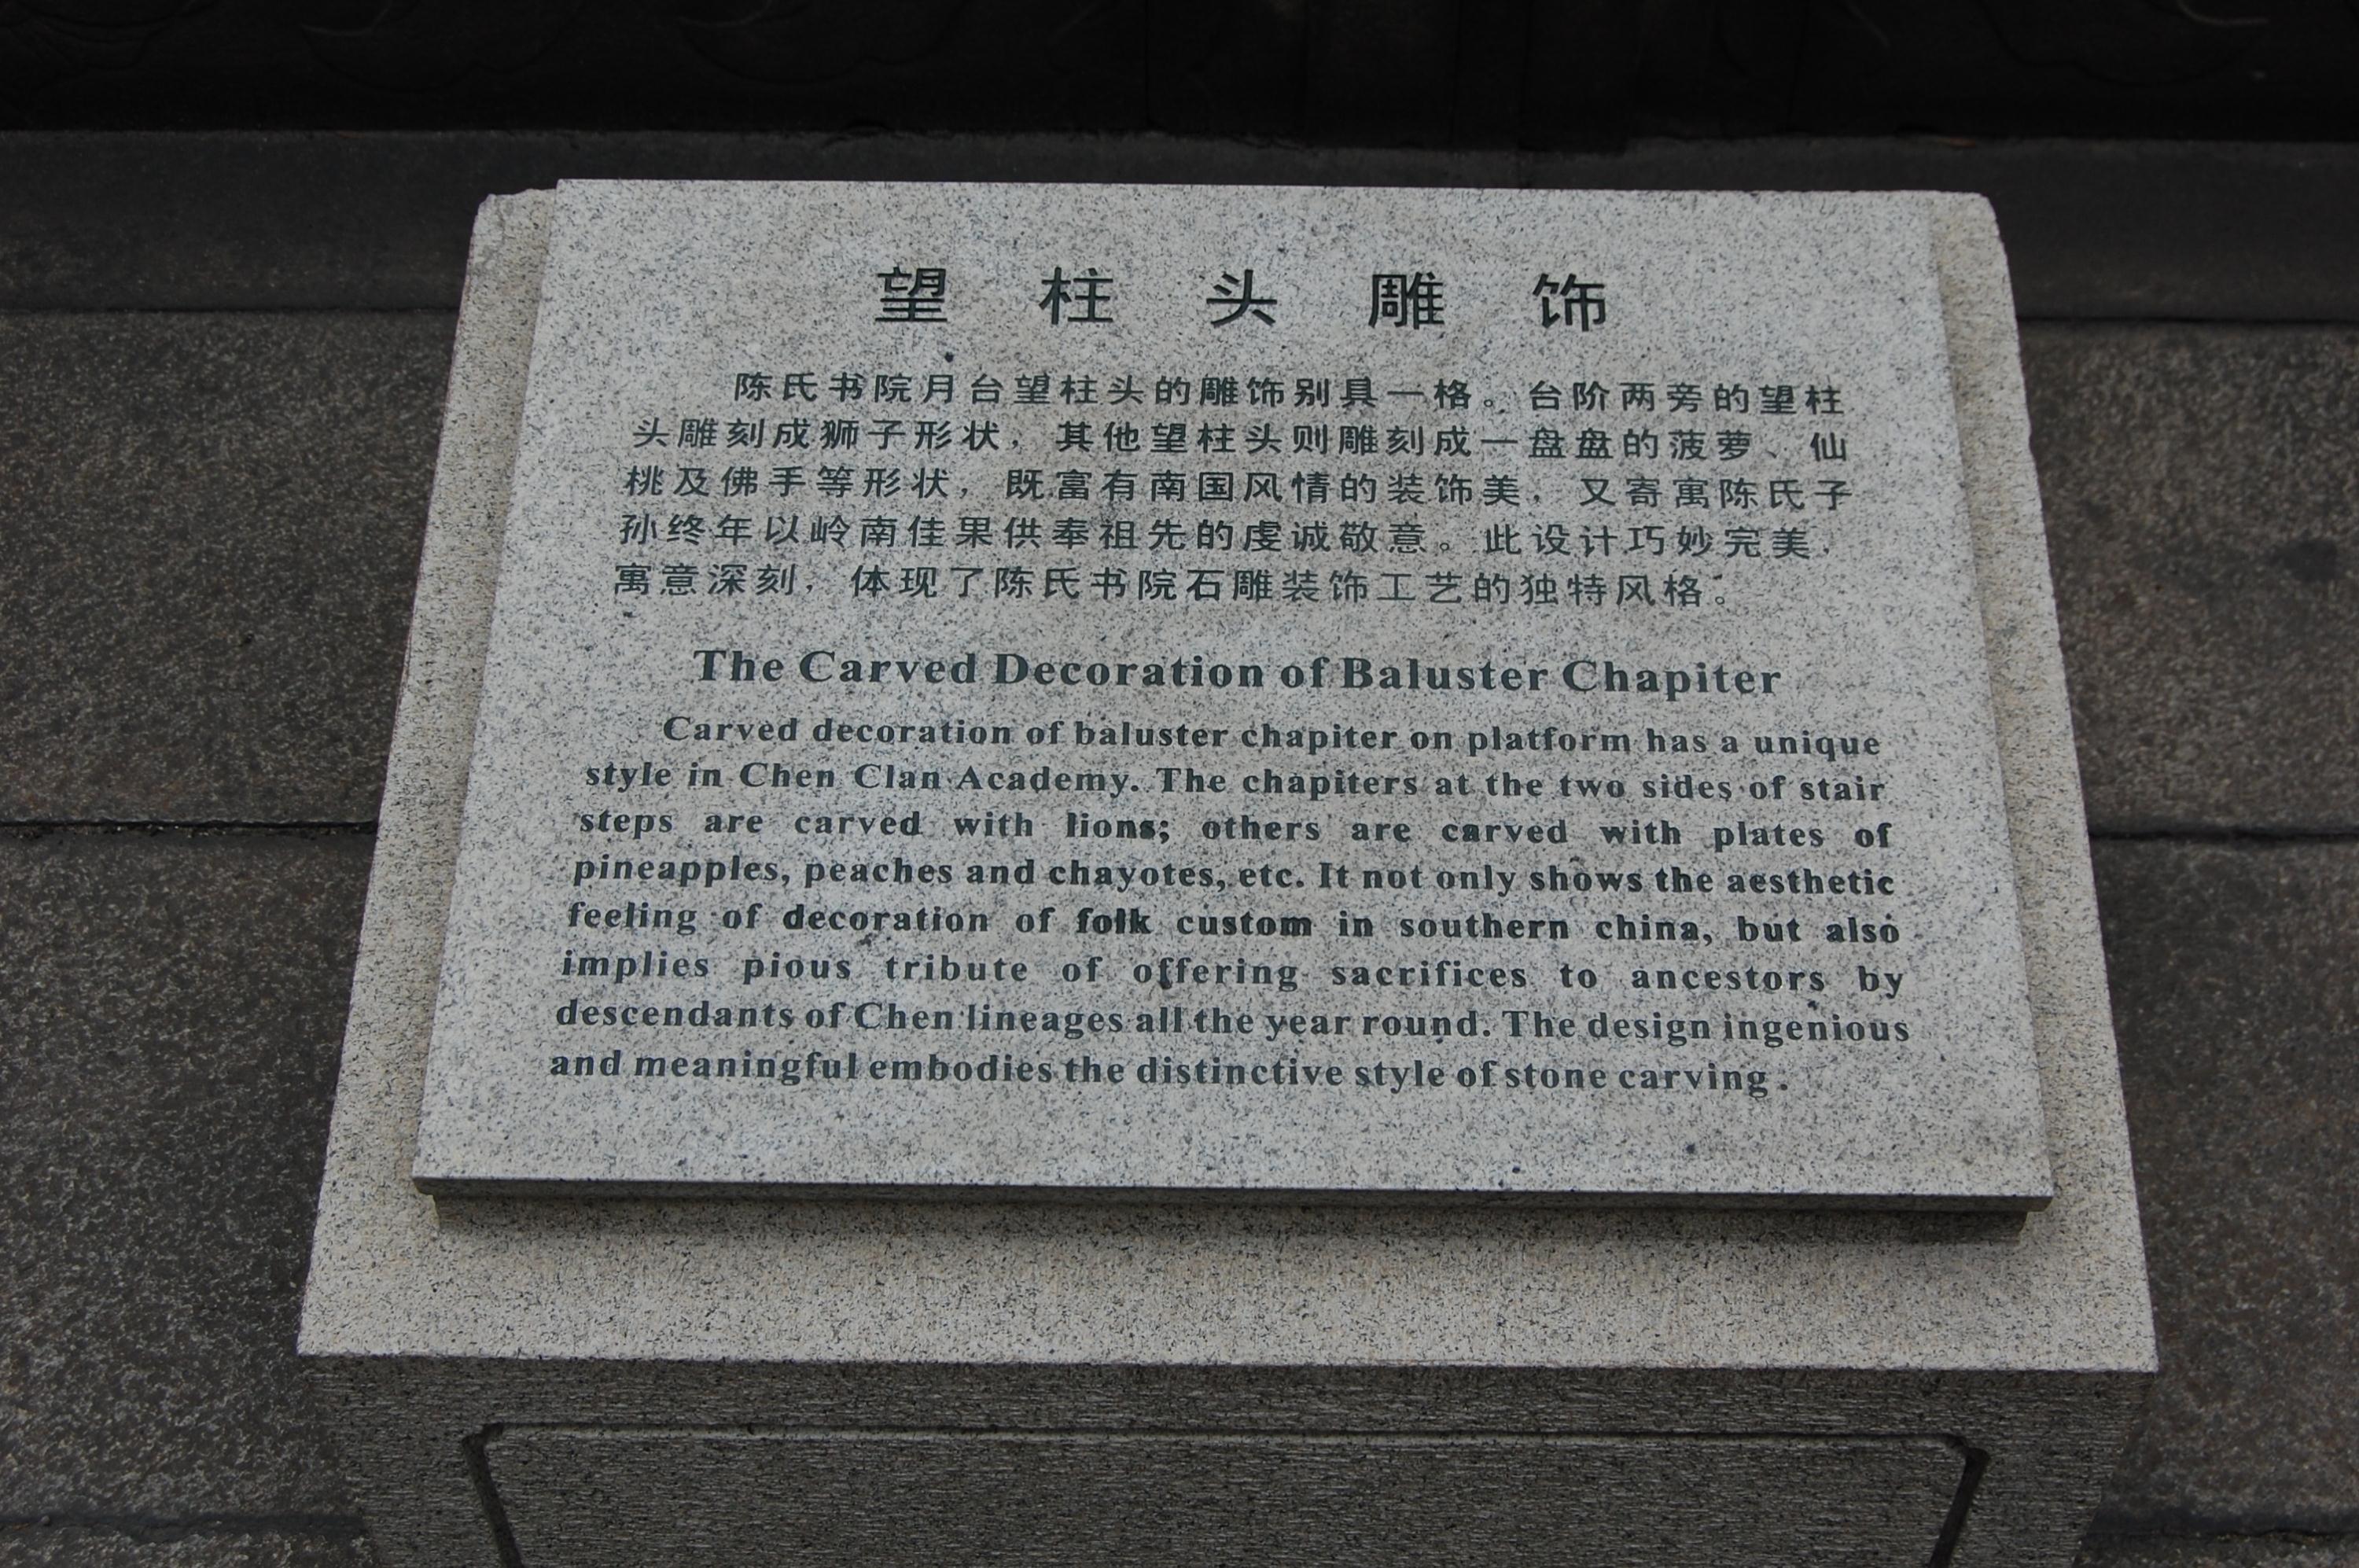 望柱头雕饰
陈氏书院月台望柱头的雕饰别具一格。台阶两旁的望柱
头雕刻成狮子形状，其他望柱头则雕刻成一盘盘的菠萝、仙
桃及佛手等形状，既富有南国风情的装饰美，又寄寓陈氏子
孙终年以岭南佳果供奉祖先的虔诚敬意。此设计巧妙完美，
寓意深刻，体现了陈氏书院石雕装饰工艺的独特风格。
The Carved Decoration of Baluster Chapiter
Carved decoration of baluster chapiter on platform has a unique
style in Chen Clan Academy. The chapiters at the two sides of stair
steps are carved with lions; others are carved with plates of
pineapples, peaches and chayotes, etc. It not only shows the aesthetic
feeling of decoration of folk custom in southern china, but also
implies pious tribute of offering sacrifices to ancestors by
descendants of Chen lineages all the year round. The design ingenious
and meaningful embodies the distinctive style of stone carving.